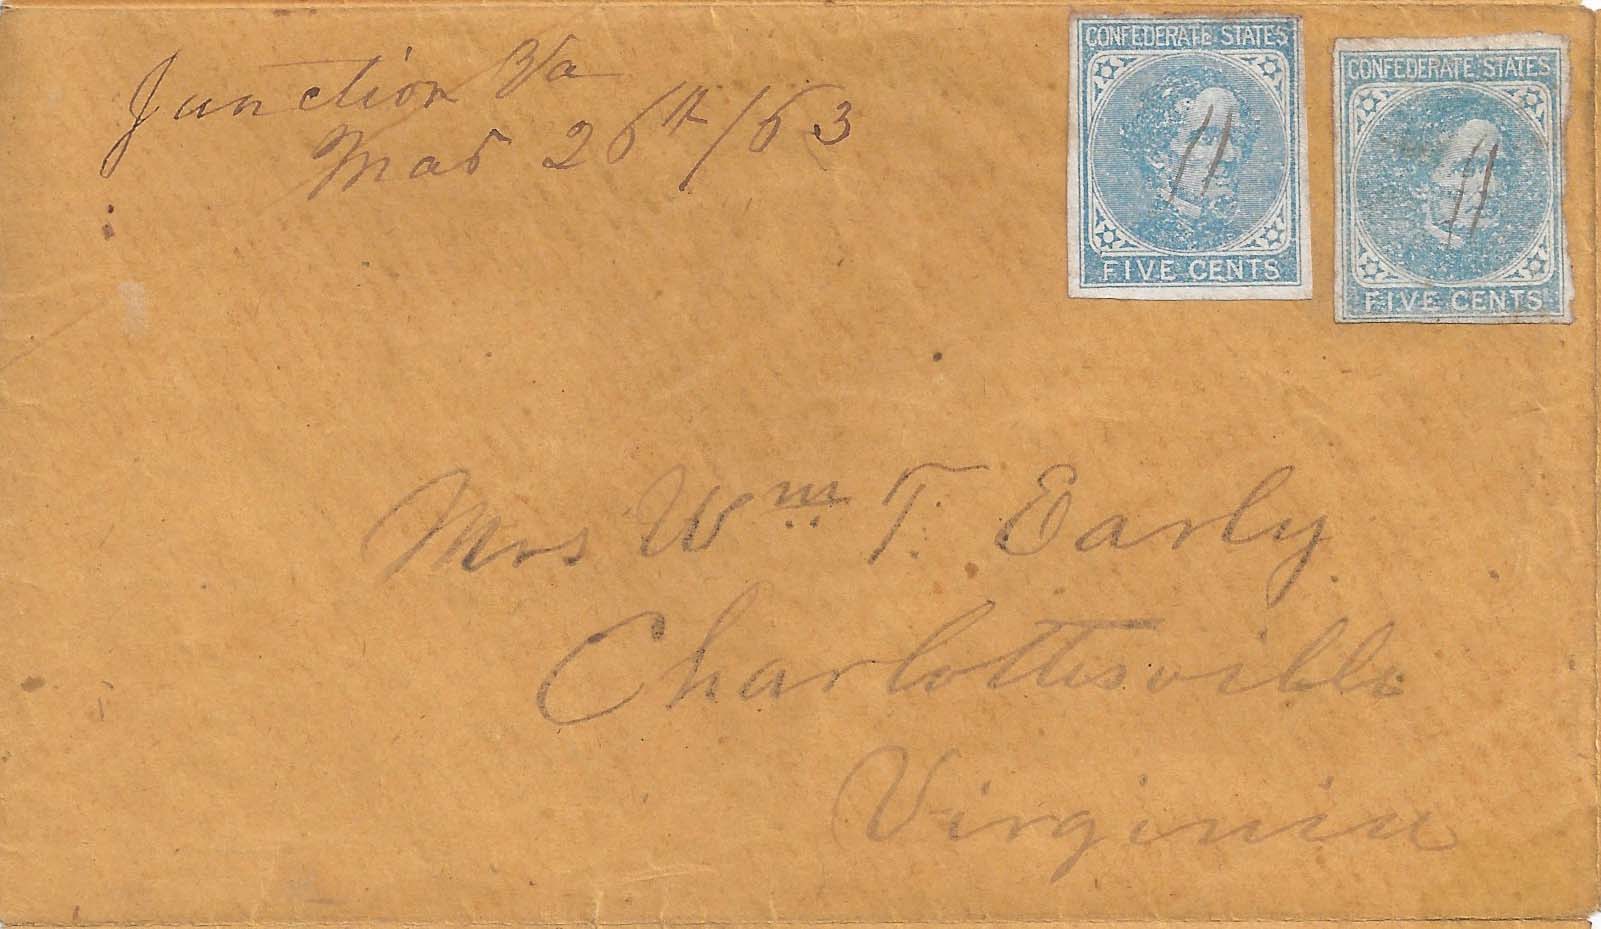 Junction Va
Mar 26th/63
CONFEDERATE STATES
FIVE CENTS
CONFEDERATE STATES
FIVE CENTS
Mrs Wm T. Early
Charlottesville
Virginia